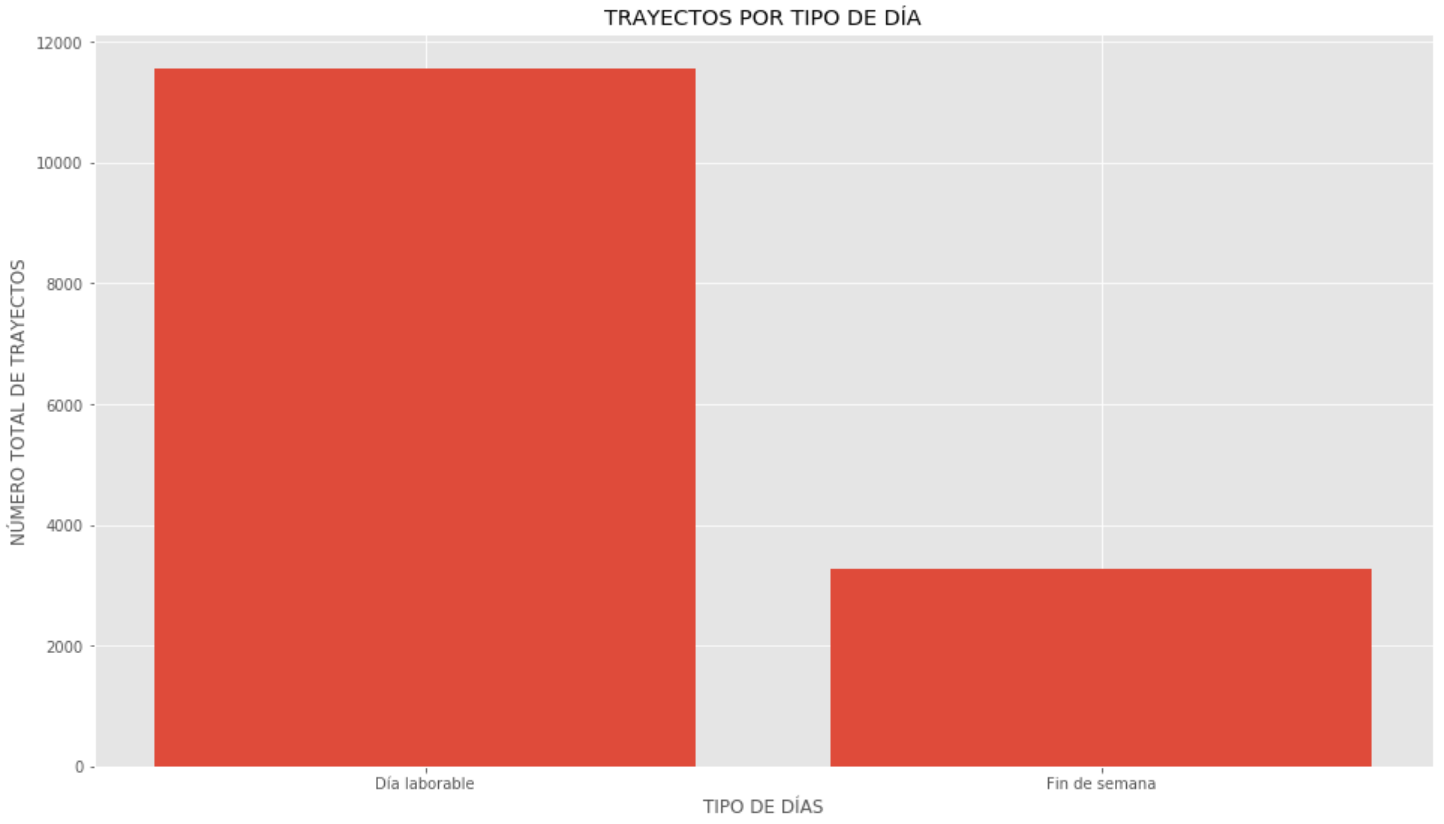 TRAYECTOS POR TIPO DE DÍA
12000
10000
8000
6000
4000
2000
0
NÚMERO TOTAL DE TRAYECTOS
Día laborable
Fin de semana
TIPO DE DÍAS